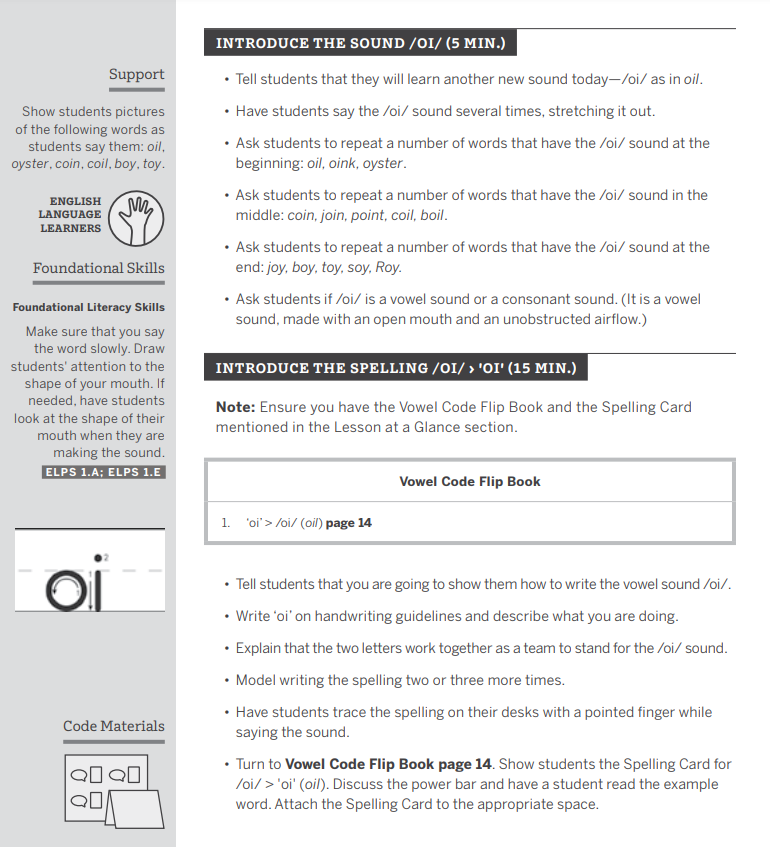 Support
Show students pictures
of the following words as
students say them: oil,
oyster, coin, coil, boy, toy.
ENGLISH
LANGUAGE
LEARNERS
Foundational Skills
Foundational Literacy Skills
Make sure that you say
the word slowly. Draw
students' attention to the
shape of your mouth. If
needed, have students
look at the shape of their
mouth when they are
making the sound.
ELPS 1.A; ELPS 1.E
oi
1
1
2
Code Materials
INTRODUCE THE SOUND /OI/ (5 MIN.)
• Tell students that they will learn another new sound today—/oi/ as in oil.
• Have students say the /oi/ sound several times, stretching it out.
• Ask students to repeat a number of words that have the /oi/ sound at the
beginning: oil, oink, oyster.
• Ask students to repeat a number of words that have the /oi/ sound in the
middle: coin, join, point, coil, boil.
• Ask students to repeat a number of words that have the /oi/ sound at the
end: joy, boy, toy, soy, Roy.
• Ask students if /oi/ is a vowel sound or a consonant sound. (It is a vowel
sound, made with an open mouth and an unobstructed airflow.)
INTRODUCE THE SPELLING /OI/ > 'OI' (15 MIN.)
Note: Ensure you have the Vowel Code Flip Book and the Spelling Card
mentioned in the Lesson at a Glance section.
Vowel Code Flip Book
1. ‘oi’ > /oi/ (oil) page 14
• Tell students that you are going to show them how to write the vowel sound /oi/.
• Write ‘oi’ on handwriting guidelines and describe what you are doing.
• Explain that the two letters work together as a team to stand for the /oi/ sound.
• Model writing the spelling two or three more times.
• Have students trace the spelling on their desks with a pointed finger while
saying the sound.
• Turn to Vowel Code Flip Book page 14. Show students the Spelling Card for
/oi/ > 'oi' (oil). Discuss the power bar and have a student read the example
word. Attach the Spelling Card to the appropriate space.